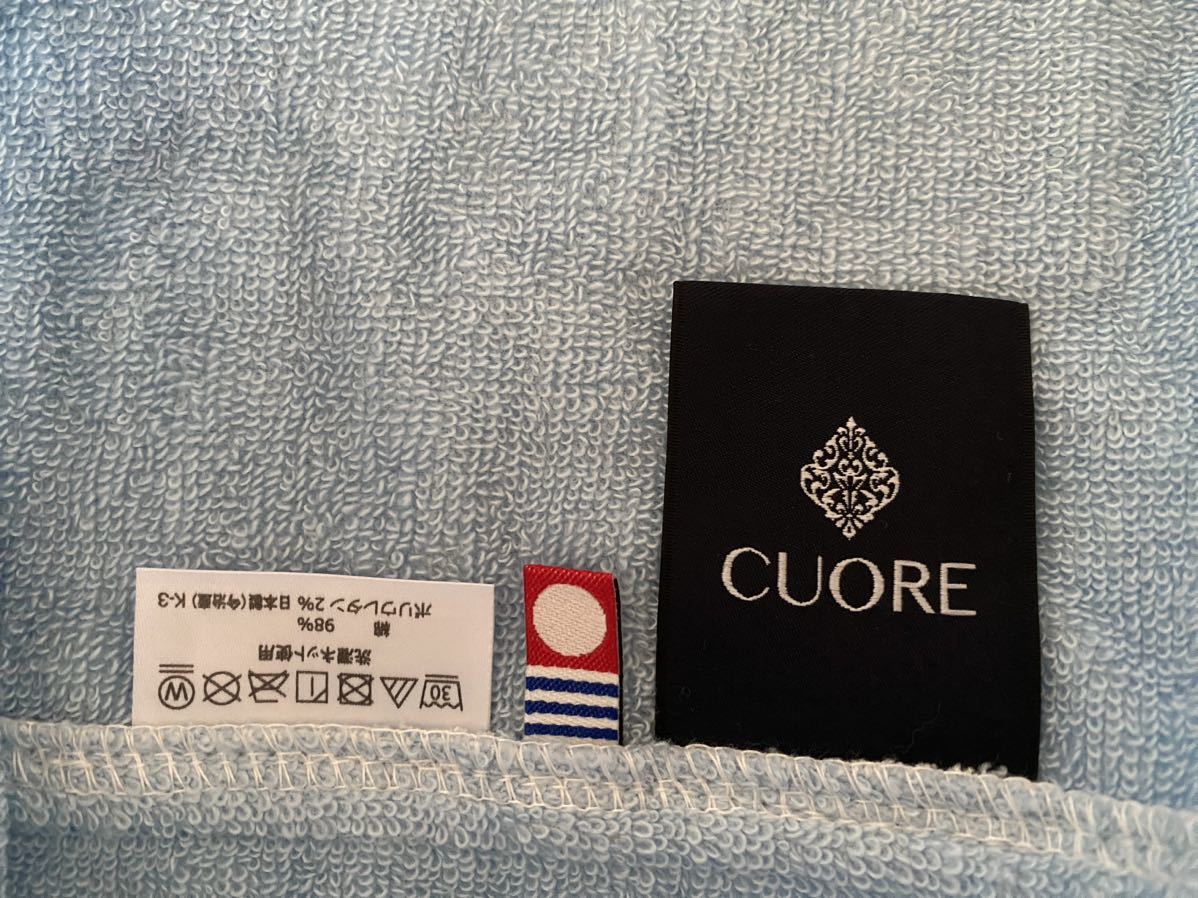 30
W
洗濯ネット使用
綿 98%
ポリウレタン 2% 日本製(今治産) K-3
CUORE